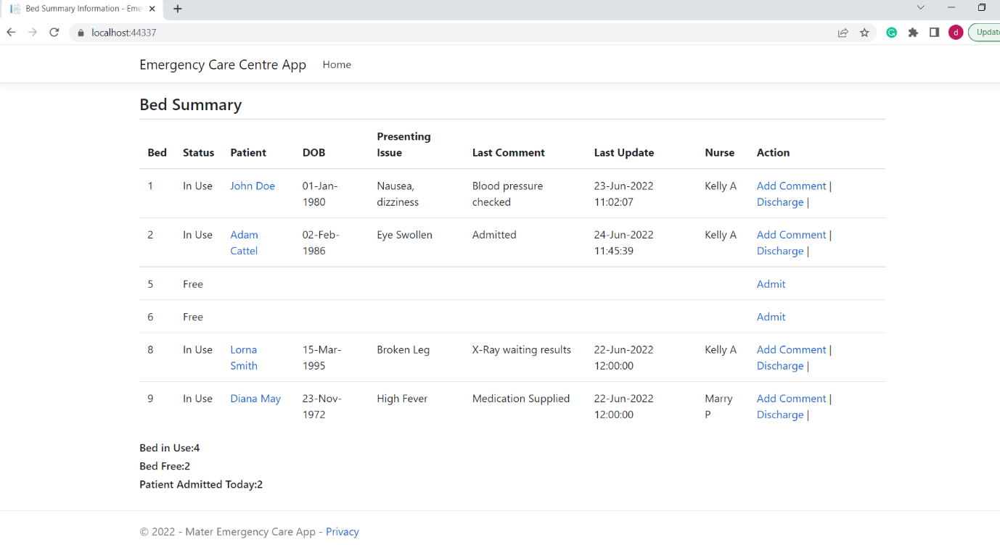 Bed Summary Information - Eme
localhost:44337
d
Update
Emergency Care Centre App Home
Bed Summary
Bed Status Patient DOB Presenting Issue Last Comment Last Update Nurse Action
1 In Use John Doe 01-Jan-1980 Nausea, dizziness Blood pressure checked 23-Jun-2022 11:02:07 Kelly A Add Comment | Discharge |
2 In Use Adam Cattel 02-Feb-1986 Eye Swollen Admitted 24-Jun-2022 11:45:39 Kelly A Add Comment | Discharge |
5 Free Admit
6 Free Admit
8 In Use Lorna Smith 15-Mar-1995 Broken Leg X-Ray waiting results 22-Jun-2022 12:00:00 Kelly A Add Comment | Discharge |
9 In Use Diana May 23-Nov-1972 High Fever Medication Supplied 22-Jun-2022 12:00:00 Marry P Add Comment | Discharge |
Bed in Use:4
Bed Free:2
Patient Admitted Today:2
© 2022 - Mater Emergency Care App - Privacy